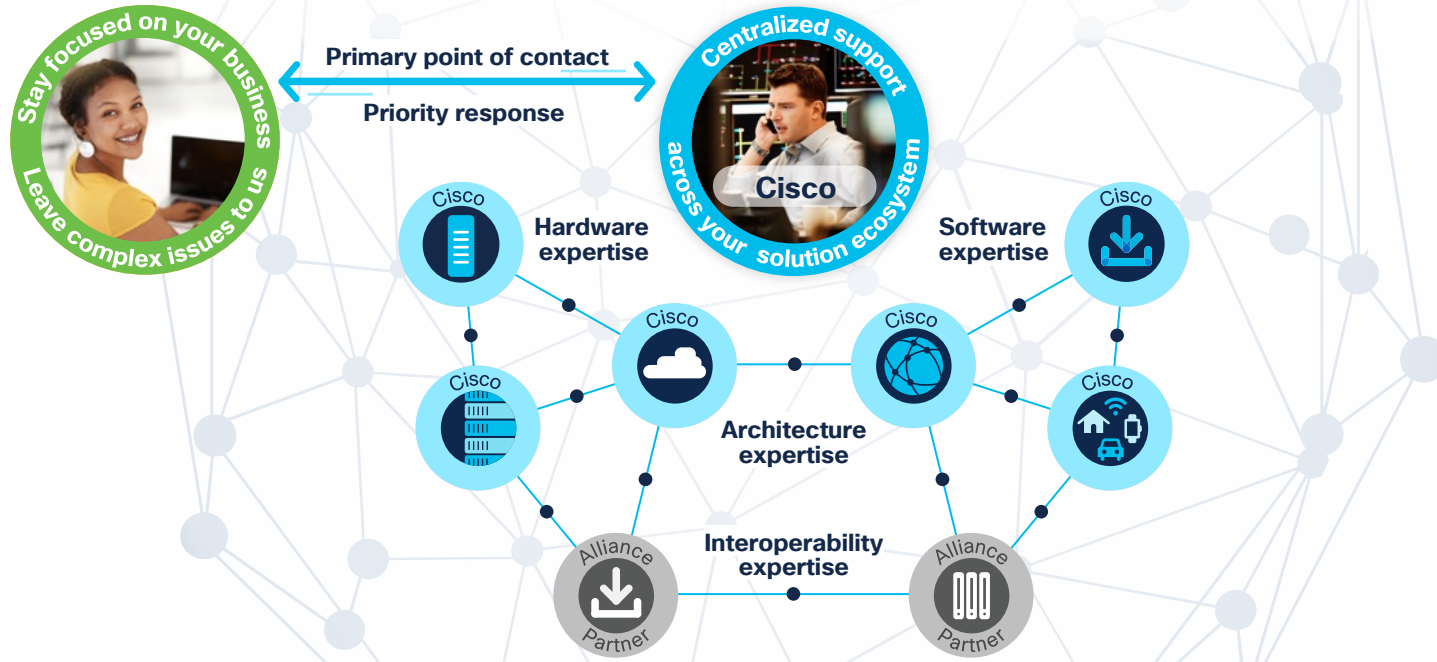 Stay focused on your business
Leave complex issues to us
Primary point of contact
Priority response
Centralized support
across your solution ecosystem
Cisco
Cisco
Hardware
expertise
Software
expertise
Cisco
Cisco
Cisco
Cisco
Cisco
Architecture
expertise
Interoperability
expertise
Alliance
Partner
Alliance
Partner